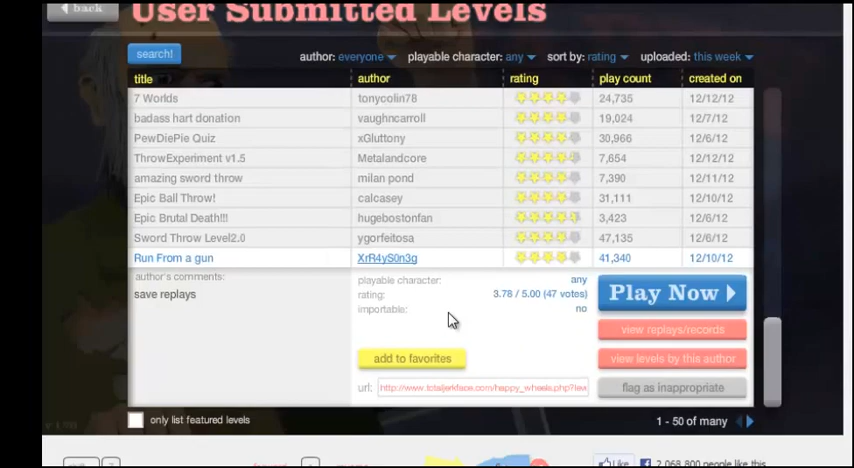 back
User Submitted Levels
search!
author: everyone playable character: any sort by: rating uploaded: this week
title author rating play count created on
7 Worlds tonycolin78 24,735 12/12/12
badass hart donation vaughncarroll 19,024 12/7/12
PewDiePie Quiz xGluttony 30,966 12/6/12
ThrowExperiment v1.5 Metalandcore 7,654 12/12/12
amazing sword throw milan pond 7,390 12/11/12
Epic Ball Throw! calcasey 31,111 12/10/12
Epic Brutal Death!!! hugebostonfan 3,423 12/6/12
Sword Throw Level2.0 ygorfeitosa 47,135 12/6/12
Run From a gun XrR4yS0n3g 41,340 12/10/12
author's comments:
save replays
playable character: any
rating: 3.78 / 5.00 (47 votes)
importable: no
Play Now
view replays/records
add to favorites
view levels by this author
url: http://www.totaljerkface.com/happy_wheels.php?lev
flag as inappropriate
only list featured levels
1 - 50 of many
Like 2,068,800 people like this